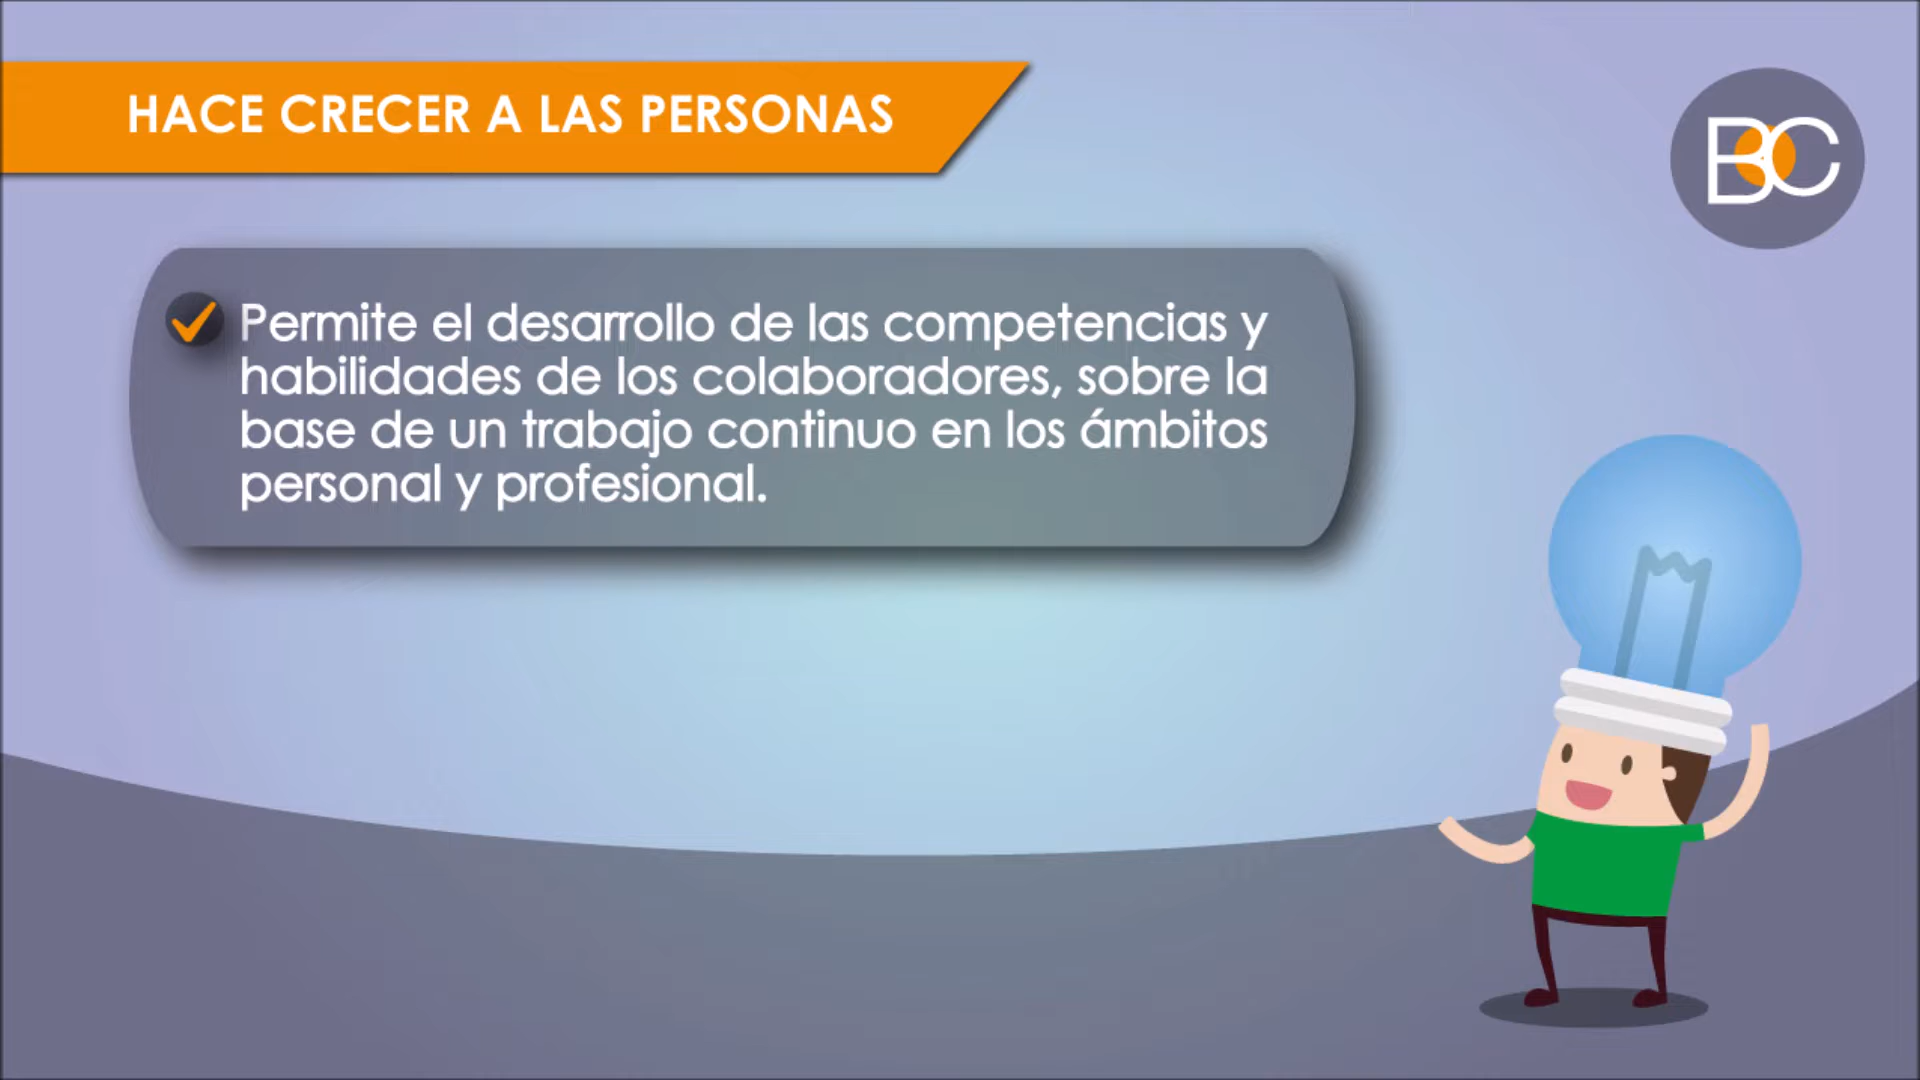 HACE CRECER A LAS PERSONAS
BC
Permite el desarrollo de las competencias y
habilidades de los colaboradores, sobre la
base de un trabajo continuo en los ámbitos
personal y profesional.